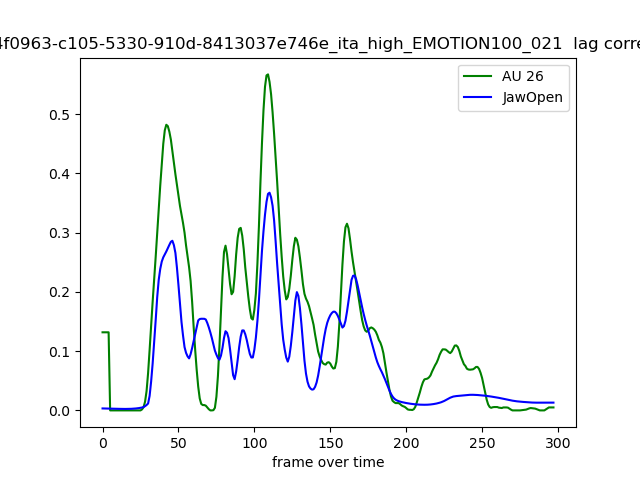 4f0963-c105-5330-910d-8413037e746e_ita_high_EMOTION100_021 lag corre
AU 26
JawOpen
0.5
0.4
0.3
0.2
0.1
0.0
0 50 100 150 200 250 300
frame over time